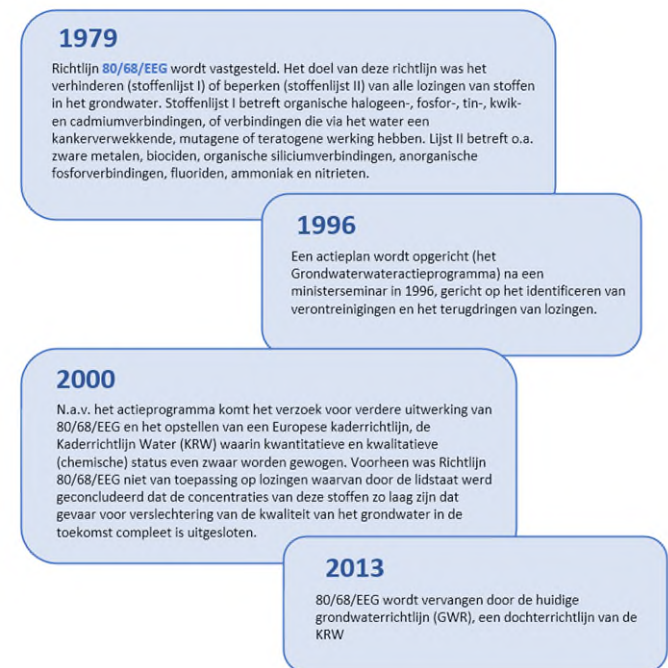 1979
Richtlijn 80/68/EEG wordt vastgesteld. Het doel van deze richtlijn was het
verhinderen (stoffenlijst I) of beperken (stoffenlijst II) van alle lozingen van stoffen
in het grondwater. Stoffenlijst I betreft organische halogeen-, fosfor-, tin-, kwik-
en cadmiumverbindingen, of verbindingen die via het water een
kankerverwekkende, mutagene of teratogene werking hebben. Lijst II betreft o.a.
zware metalen, biociden, organische siliciumverbindingen, anorganische
fosforverbindingen, fluoriden, ammoniak en nitrieten.
1996
Een actieplan wordt opgericht (het
Grondwaterwateractieprogramma) na een
ministerseminar in 1996, gericht op het identificeren van
verontreinigingen en het terugdringen van lozingen.
2000
N.a.v. het actieprogramma komt het verzoek voor verdere uitwerking van
80/68/EEG en het opstellen van een Europese kaderrichtlijn, de
Kaderrichtlijn Water (KRW) waarin kwantitatieve en kwalitatieve
(chemische) status even zwaar worden gewogen. Voorheen was Richtlijn
80/68/EEG niet van toepassing op lozingen waarvan door de lidstaat werd
geconcludeerd dat de concentraties van deze stoffen zo laag zijn dat
gevaar voor verslechtering van de kwaliteit van het grondwater in de
toekomst compleet is uitgesloten.
2013
80/68/EEG wordt vervangen door de huidige
grondwaterrichtlijn (GWR), een dochterrichtlijn van de
KRW